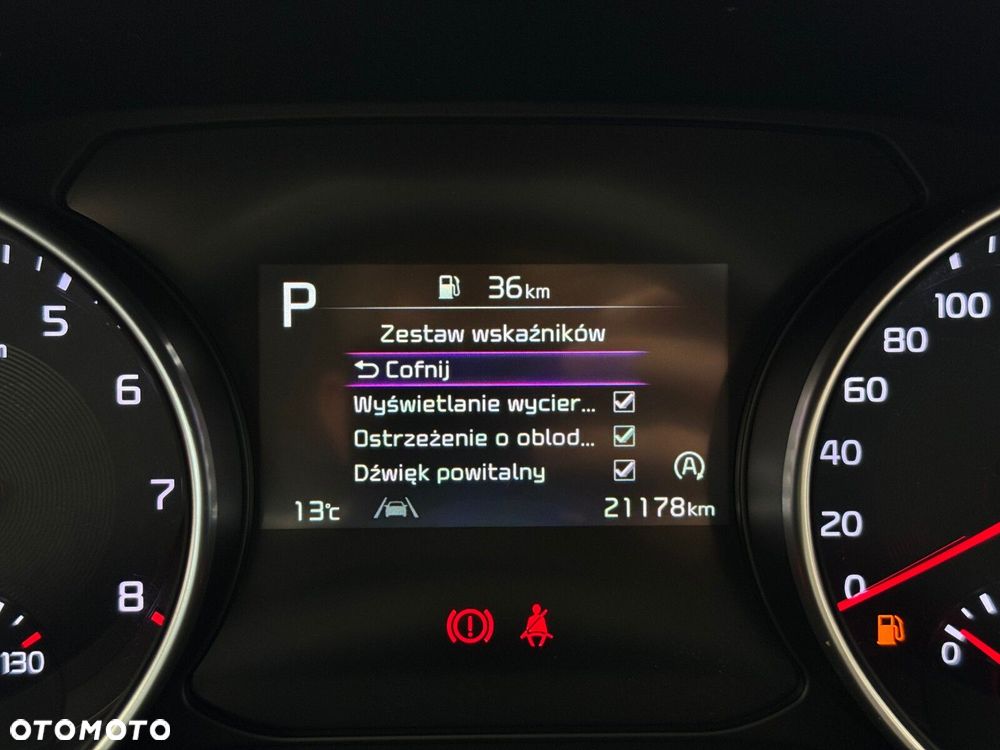 P
36km
Zestaw wskaźników
Cofnij
Wyświetlanie wycier...
Ostrzeżenie o oblod...
Dźwięk powitalny
A
13°c
21178km
5
6
7
8
130
100
80
60
40
20
0
0
OTOMOTO